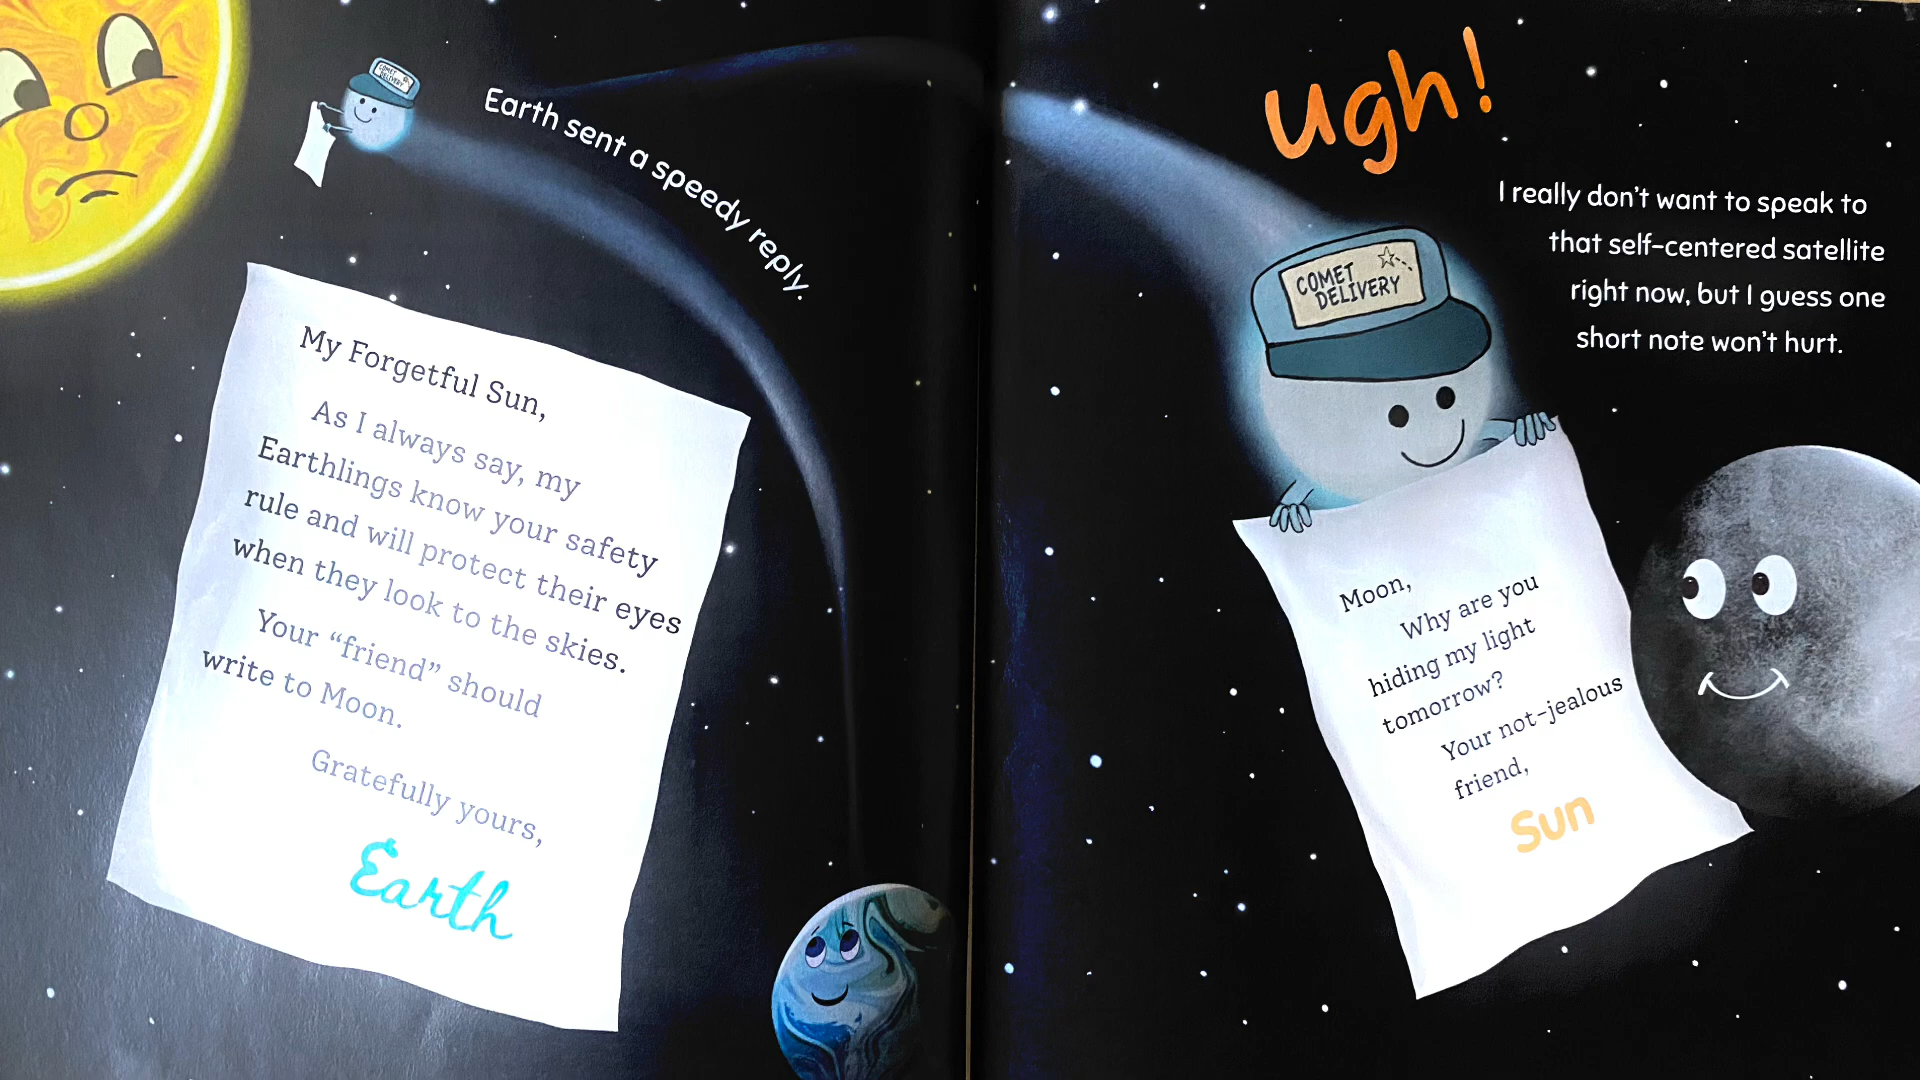 COMET
DELIVERY
Earth sent a speedy reply.
My Forgetful Sun,
As I always say, my
Earthlings know your safety
rule and will protect their eyes
when they look to the skies.
Your “friend” should
write to Moon.
Gratefully yours,
Earth
Ugh!
I really don’t want to speak to
that self-centered satellite
right now, but I guess one
short note won’t hurt.
COMET
DELIVERY
Moon,
Why are you
hiding my light
tomorrow?
Your not-jealous
friend,
Sun